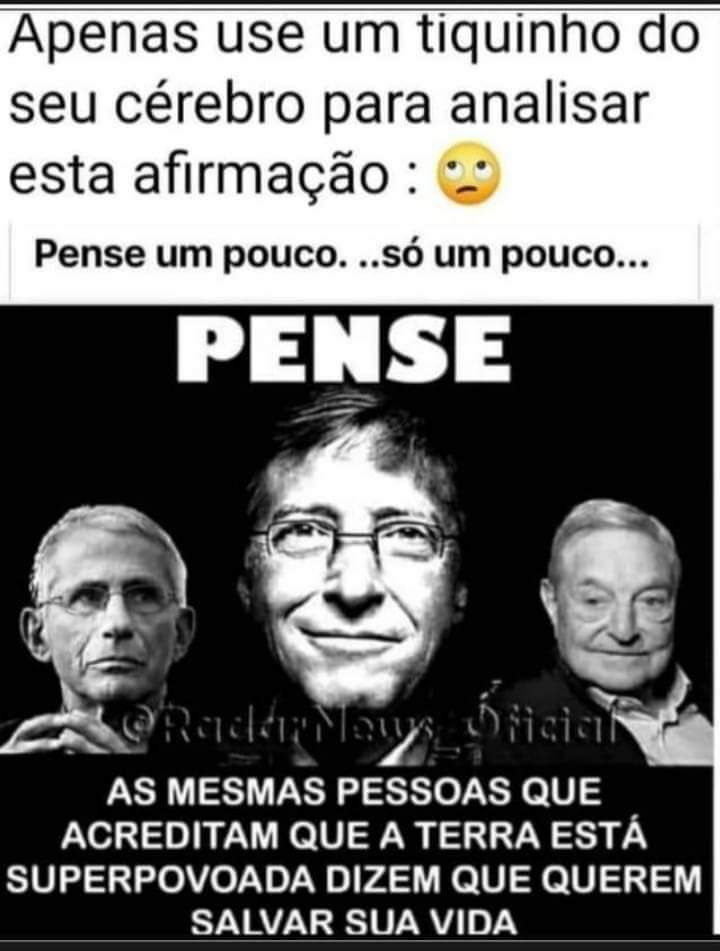 Apenas use um tiquinho do
seu cérebro para analisar
esta afirmação : 🙄
Pense um pouco. ..só um pouco...
PENSE
@RadarNews_Oficial
AS MESMAS PESSOAS QUE
ACREDITAM QUE A TERRA ESTÁ
SUPERPOVOADA DIZEM QUE QUEREM
SALVAR SUA VIDA